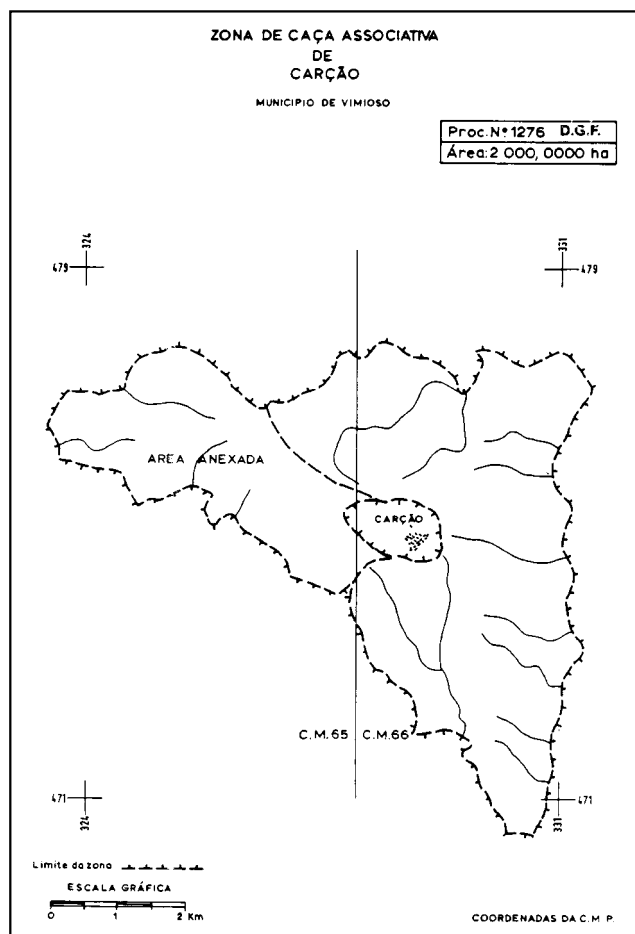 ZONA DE CAÇA ASSOCIATIVA
DE
CARÇÃO
MUNICIPIO DE VIMIOSO
Proc. Nº 1276 D.G.F.
Área: 2 000, 0000 ha
324
479
331
479
AREA ANEXADA
CARÇÃO
C.M.65
C.M.66
471
324
471
331
Limite da zona
ESCALA GRÁFICA
0 1 2 Km
COORDENADAS DA C.M P.